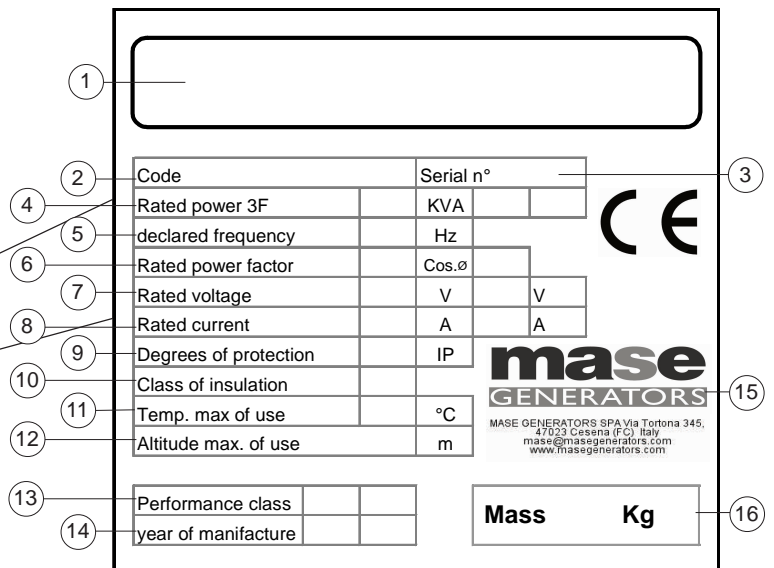 1
2 Code Serial n° 3
4 Rated power 3F KVA
5 declared frequency Hz
6 Rated power factor Cos.ø
7 Rated voltage V V
8 Rated current A A
9 Degrees of protection IP
10 Class of insulation
11 Temp. max of use °C
12 Altitude max. of use m
CE
mase
GENERATORS 15
MASE GENERATORS SPA Via Tortona 345,
47023 Cesena (FC) Italy
mase@masegenerators.com
www.masegenerators.com
13 Performance class
14 year of manifacture
Mass Kg 16